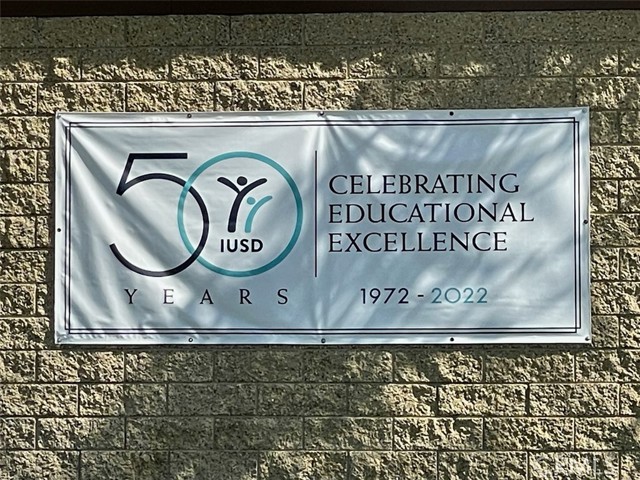 50
IUSD
YEARS
CELEBRATING
EDUCATIONAL
EXCELLENCE
1972 - 2022